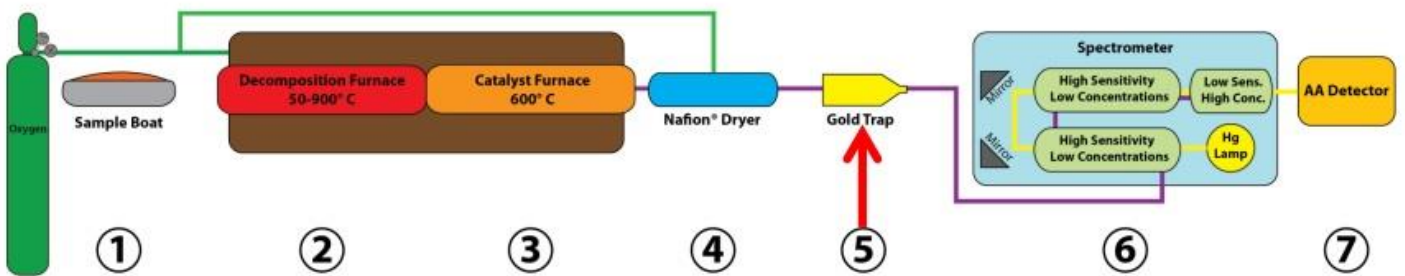 Oxygen
Sample Boat
Decomposition Furnace
50-900° C
Catalyst Furnace
600° C
Nafion® Dryer
Gold Trap
Spectrometer
Mirror
High Sensitivity
Low Concentrations
Low Sens.
High Conc.
Mirror
High Sensitivity
Low Concentrations
Hg
Lamp
AA Detector
1
2
3
4
5
6
7